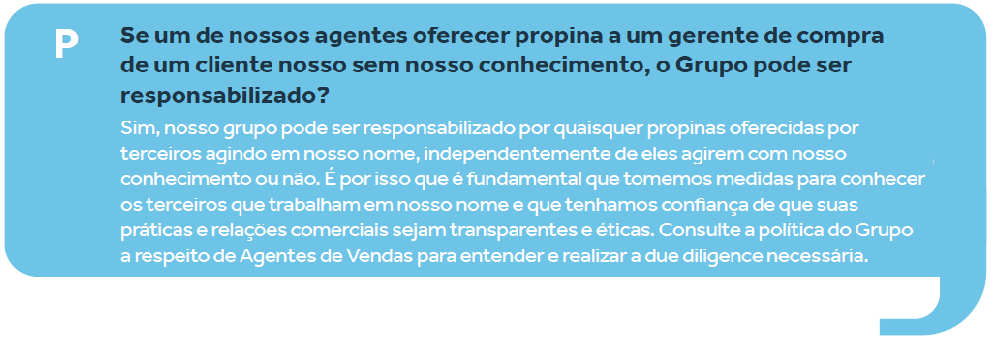 P
Se um de nossos agentes oferecer propina a um gerente de compra
de um cliente nosso sem nosso conhecimento, o Grupo pode ser
responsabilizado?
Sim, nosso grupo pode ser responsabilizado por quaisquer propinas oferecidas por
terceiros agindo em nosso nome, independentemente de eles agirem com nosso
conhecimento ou não. É por isso que é fundamental que tomemos medidas para conhecer
os terceiros que trabalham em nosso nome e que tenhamos confiança de que suas
práticas e relações comerciais sejam transparentes e éticas. Consulte a política do Grupo
a respeito de Agentes de Vendas para entender e realizar a due diligence necessária.